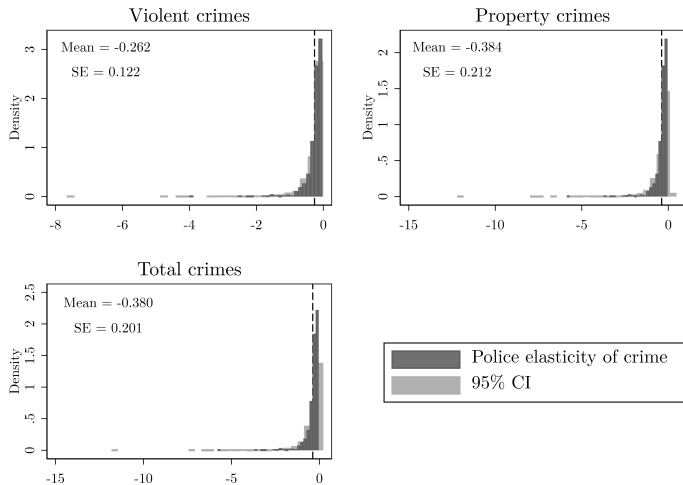 Violent crimes
Mean = -0.262
SE = 0.122
Density
0
1
2
3
-8
-6
-4
-2
0
Property crimes
Mean = -0.384
SE = 0.212
Density
0
.5
1
1.5
2
-15
-10
-5
0
Total crimes
Mean = -0.380
SE = 0.201
Density
0
.5
1
1.5
2
2.5
-15
-10
-5
0
Police elasticity of crime
95% CI